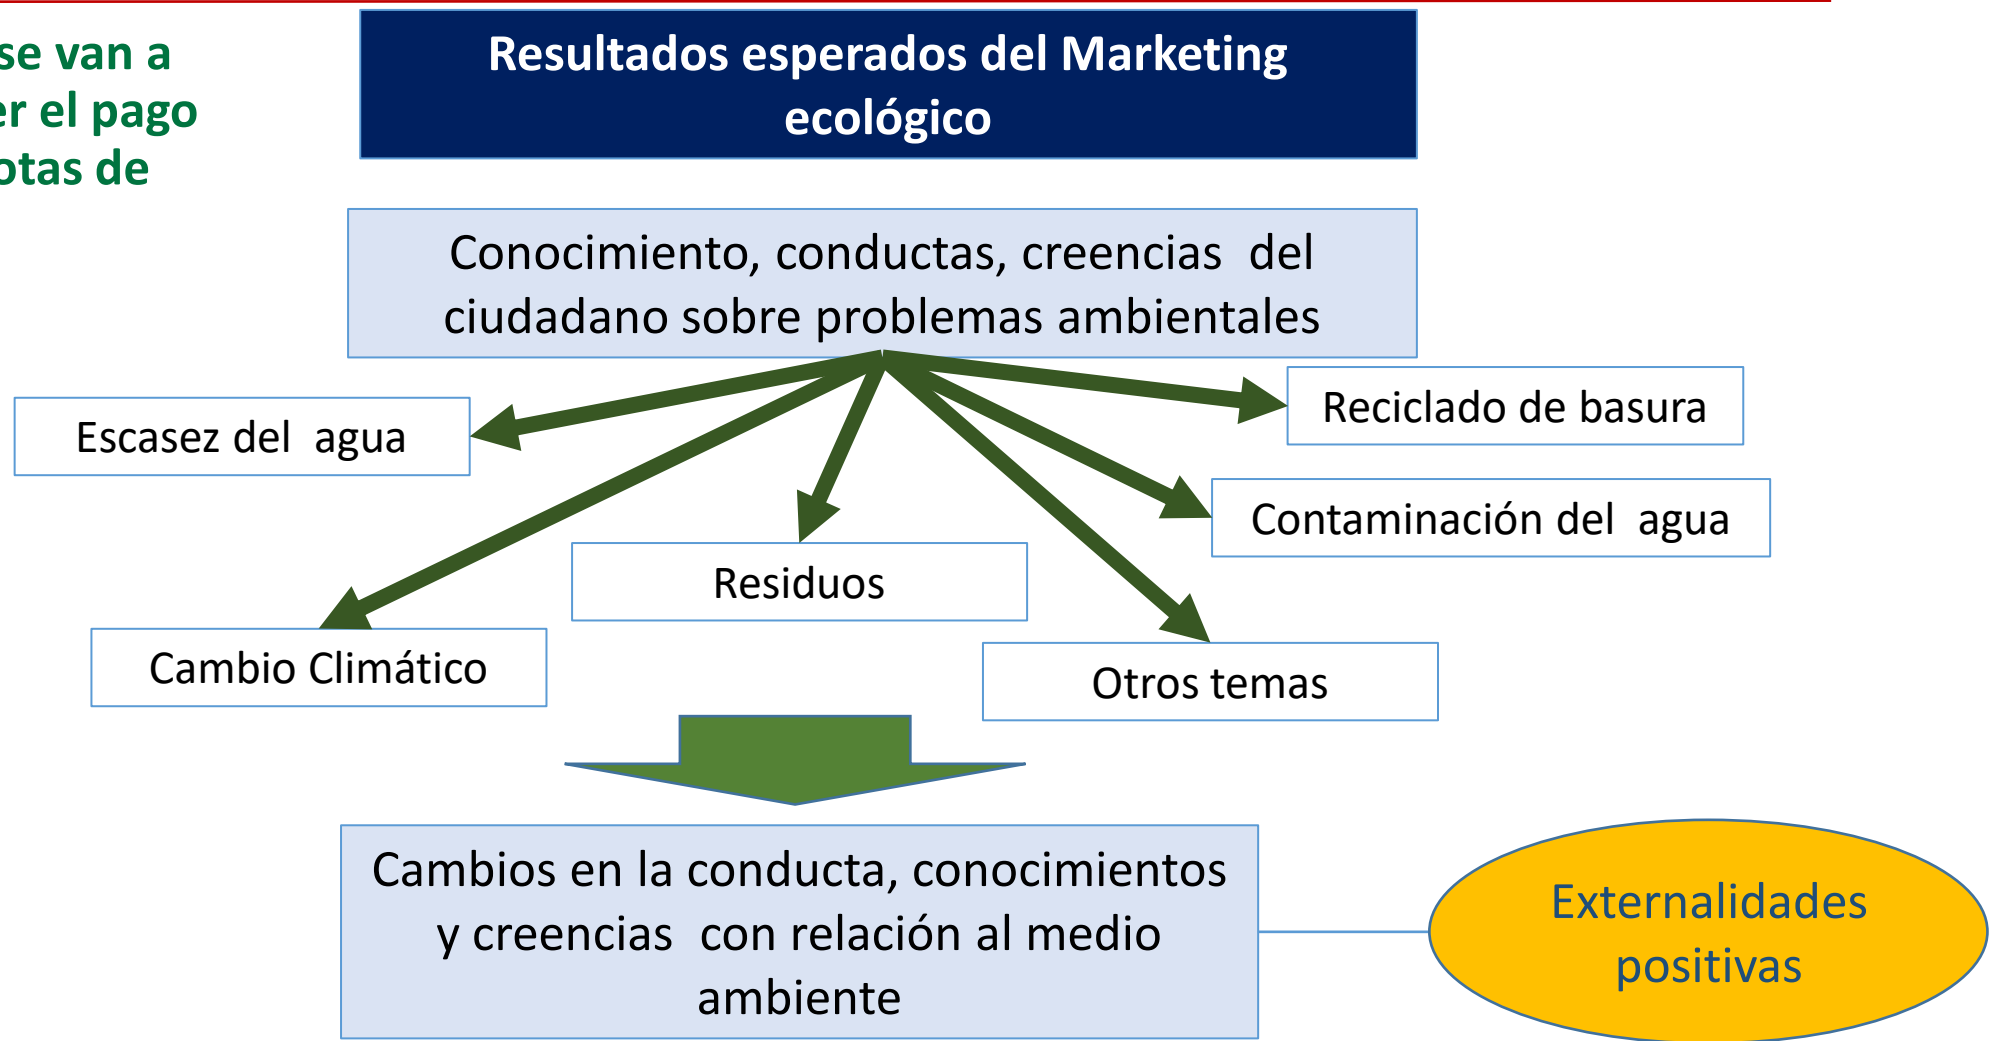 se van a
er el pago
otas de
Resultados esperados del Marketing
ecológico
Conocimiento, conductas, creencias del
ciudadano sobre problemas ambientales
Reciclado de basura
Escasez del agua
Contaminación del agua
Residuos
Cambio Climático
Otros temas
Cambios en la conducta, conocimientos
y creencias con relación al medio
ambiente
Externalidades
positivas